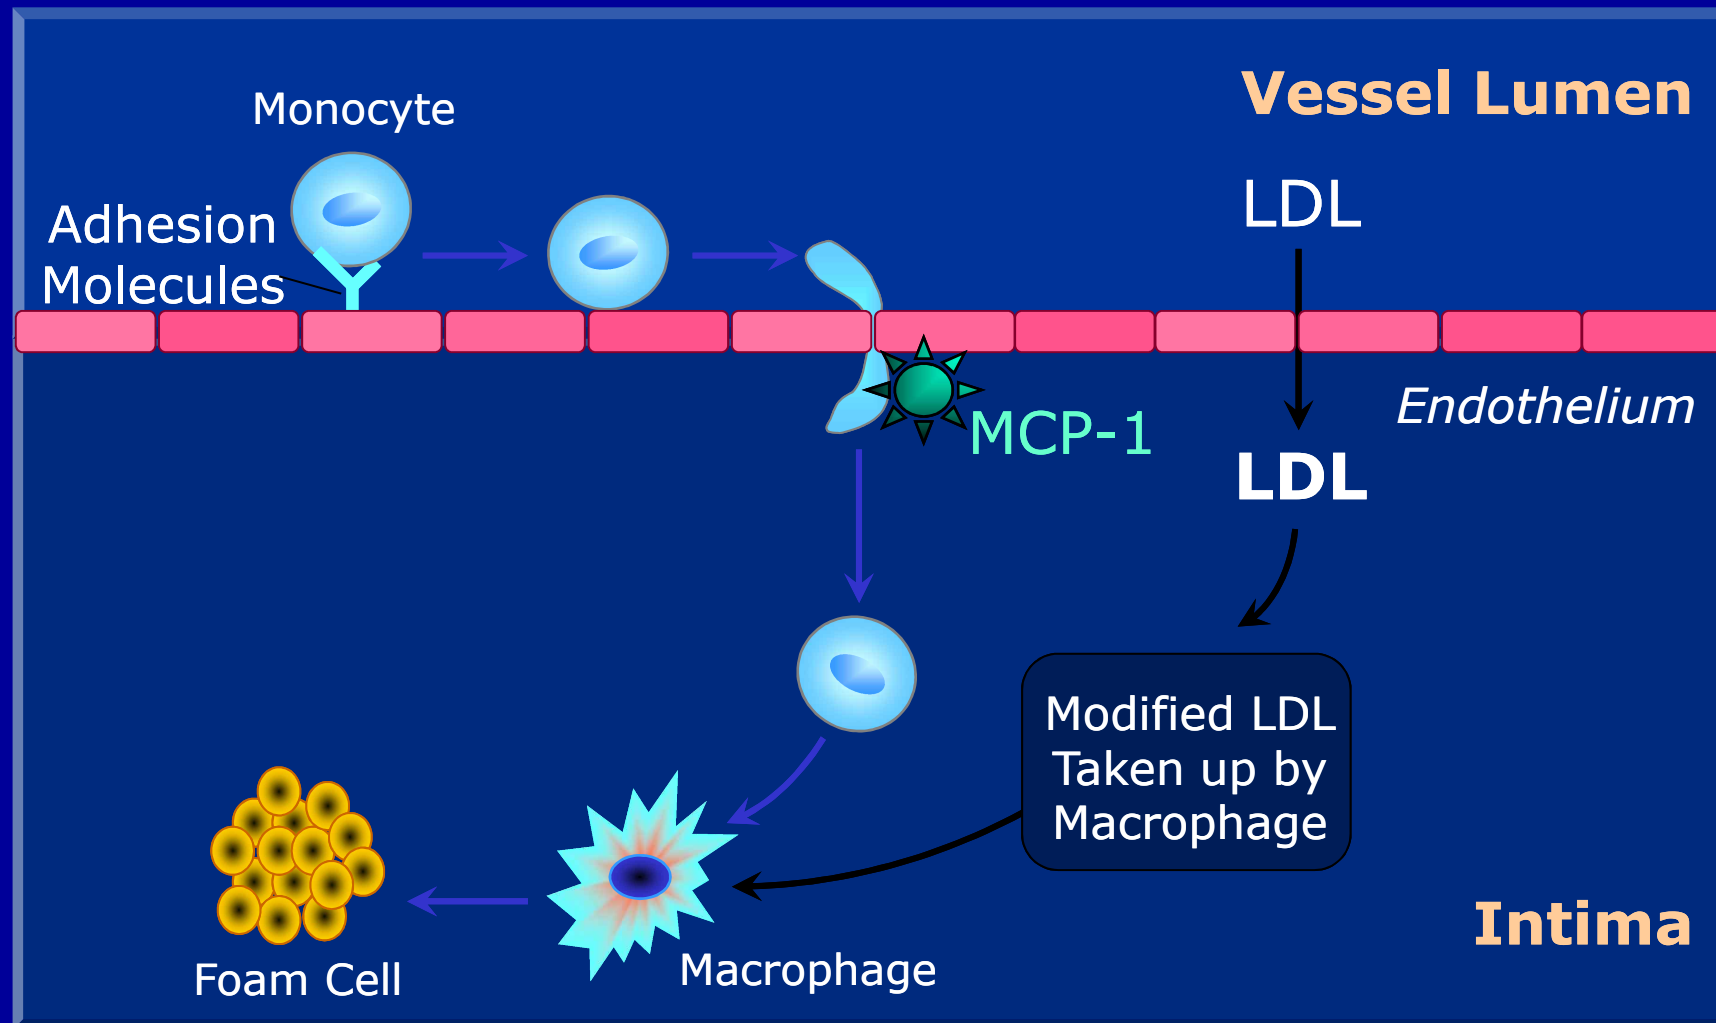 Vessel Lumen
Monocyte
LDL
Adhesion
Molecules
Endothelium
MCP-1
LDL
Modified LDL
Taken up by
Macrophage
Intima
Macrophage
Foam Cell